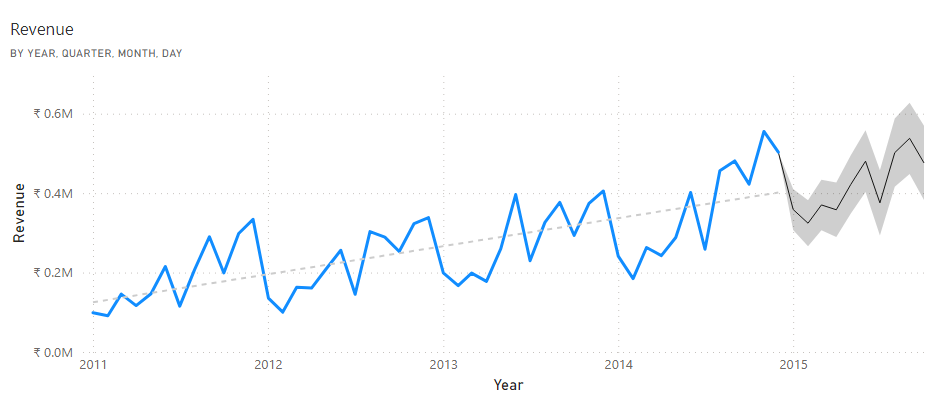 Revenue
BY YEAR, QUARTER, MONTH, DAY
₹ 0.6M
₹ 0.4M
₹ 0.2M
₹ 0.0M
Revenue
2011 2012 2013 2014 2015
Year